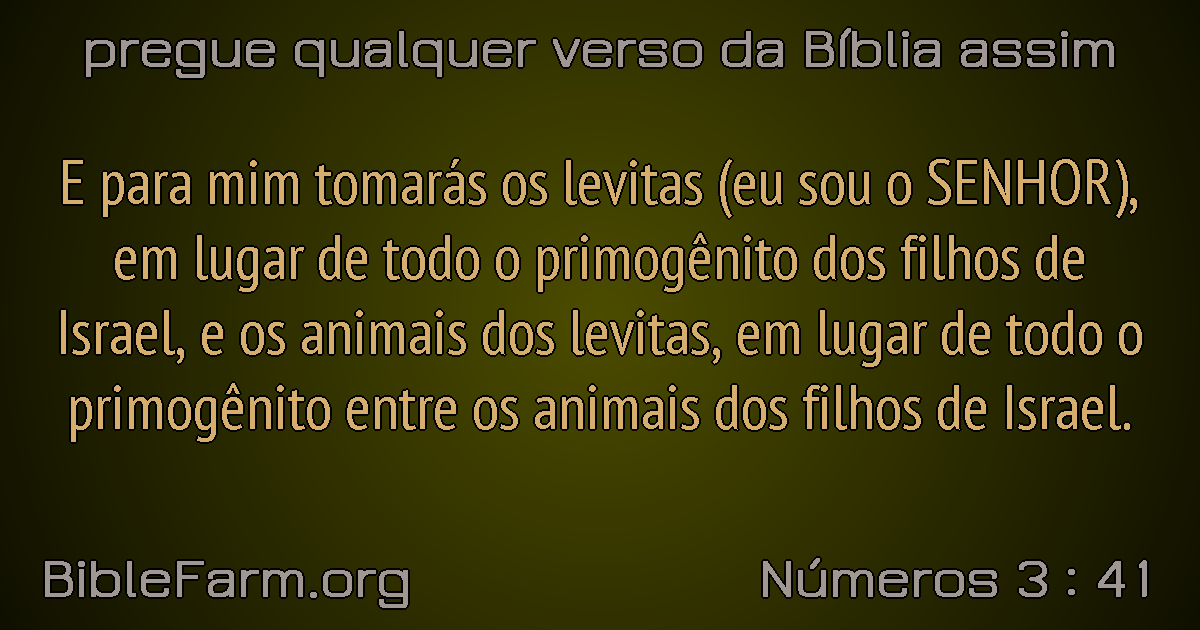 pregue qualquer verso da Bíblia assim
E para mim tomarás os levitas (eu sou o SENHOR),
em lugar de todo o primogênito dos filhos de
Israel, e os animais dos levitas, em lugar de todo o
primogênito entre os animais dos filhos de Israel.
BibleFarm.org
Números 3 : 41